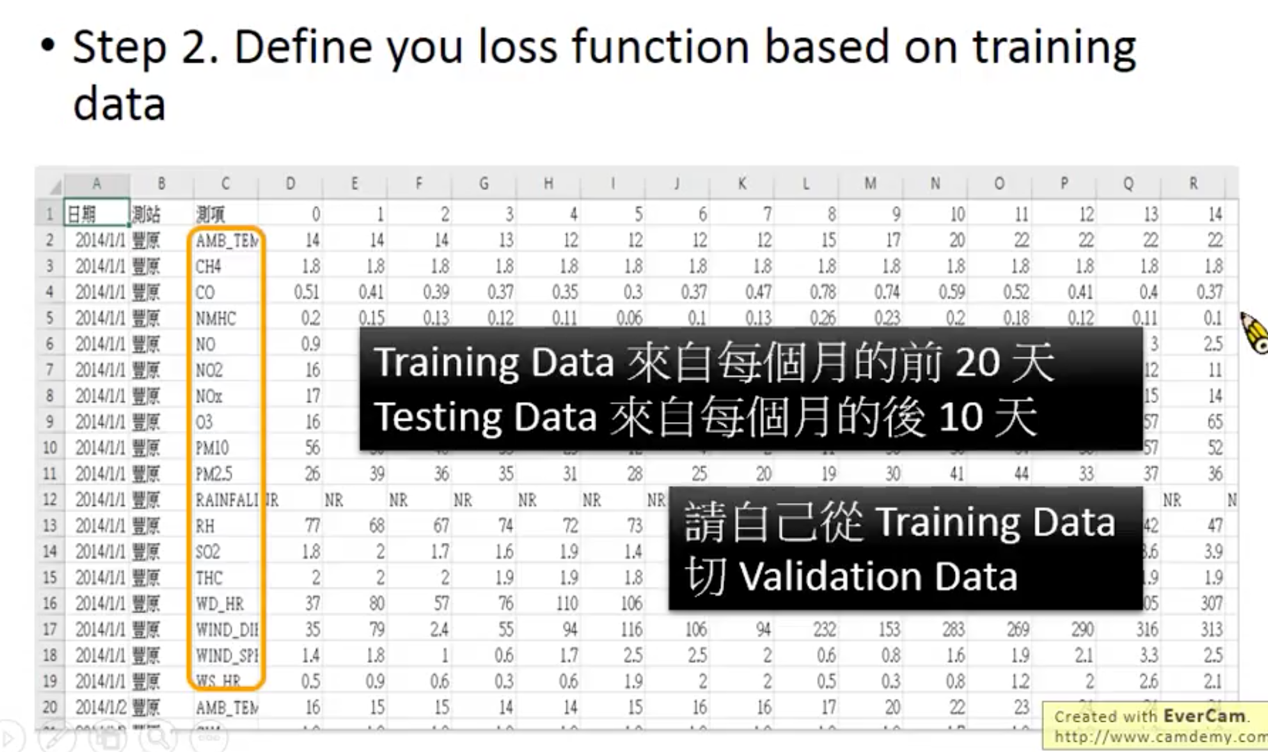 • Step 2. Define you loss function based on training
data
A B C D E F G H I J K L M N O P Q R
1 日期 測站 測項 0 1 2 3 4 5 6 7 8 9 10 11 12 13 14
2 2014/1/1 豐原 AMB_TEM 14 14 14 13 12 12 12 12 15 17 20 22 22 22 22
3 2014/1/1 豐原 CH4 1.8 1.8 1.8 1.8 1.8 1.8 1.8 1.8 1.8 1.8 1.8 1.8 1.8 1.8 1.8
4 2014/1/1 豐原 CO 0.51 0.41 0.39 0.37 0.35 0.3 0.37 0.47 0.78 0.74 0.59 0.52 0.41 0.4 0.37
5 2014/1/1 豐原 NMHC 0.2 0.15 0.13 0.12 0.11 0.06 0.1 0.13 0.26 0.23 0.2 0.18 0.12 0.11 0.1
6 2014/1/1 豐原 NO 0.9 3 2.5
7 2014/1/1 豐原 NO2 16 12 11
8 2014/1/1 豐原 NOx 17 15 14
9 2014/1/1 豐原 O3 16 57 65
10 2014/1/1 豐原 PM10 56 57 52
11 2014/1/1 豐原 PM2.5 26 39 36 35 31 28 25 20 19 30 41 44 33 37 36
12 2014/1/1 豐原 RAINFALL NR NR NR NR NR NR NR NR
13 2014/1/1 豐原 RH 77 68 67 74 72 73 42 47
14 2014/1/1 豐原 SO2 1.8 2 1.7 1.6 1.9 1.4 3.6 3.9
15 2014/1/1 豐原 THC 2 2 2 1.9 1.9 1.8 1.9 1.9
16 2014/1/1 豐原 WD_HR 37 80 57 76 110 106 05 307
17 2014/1/1 豐原 WIND_DIR 35 79 2.4 55 94 116 106 94 232 153 283 269 290 316 313
18 2014/1/1 豐原 WIND_SPE 1.4 1.8 1 0.6 1.7 2.5 2.5 2 0.6 0.8 1.6 1.9 2.1 3.3 2.5
19 2014/1/1 豐原 WS_HR 0.5 0.9 0.6 0.3 0.6 1.9 2 2 0.5 0.3 0.8 1.2 2 2.6 2.1
20 2014/1/2 豐原 AMB_TEM 16 15 15 14 14 15 16 16 17 20 22 23
Training Data 來自每個月的前 20 天
Testing Data 來自每個月的後 10 天
請自己從 Training Data
切 Validation Data
Created with EverCam.
http://www.camdemy.com